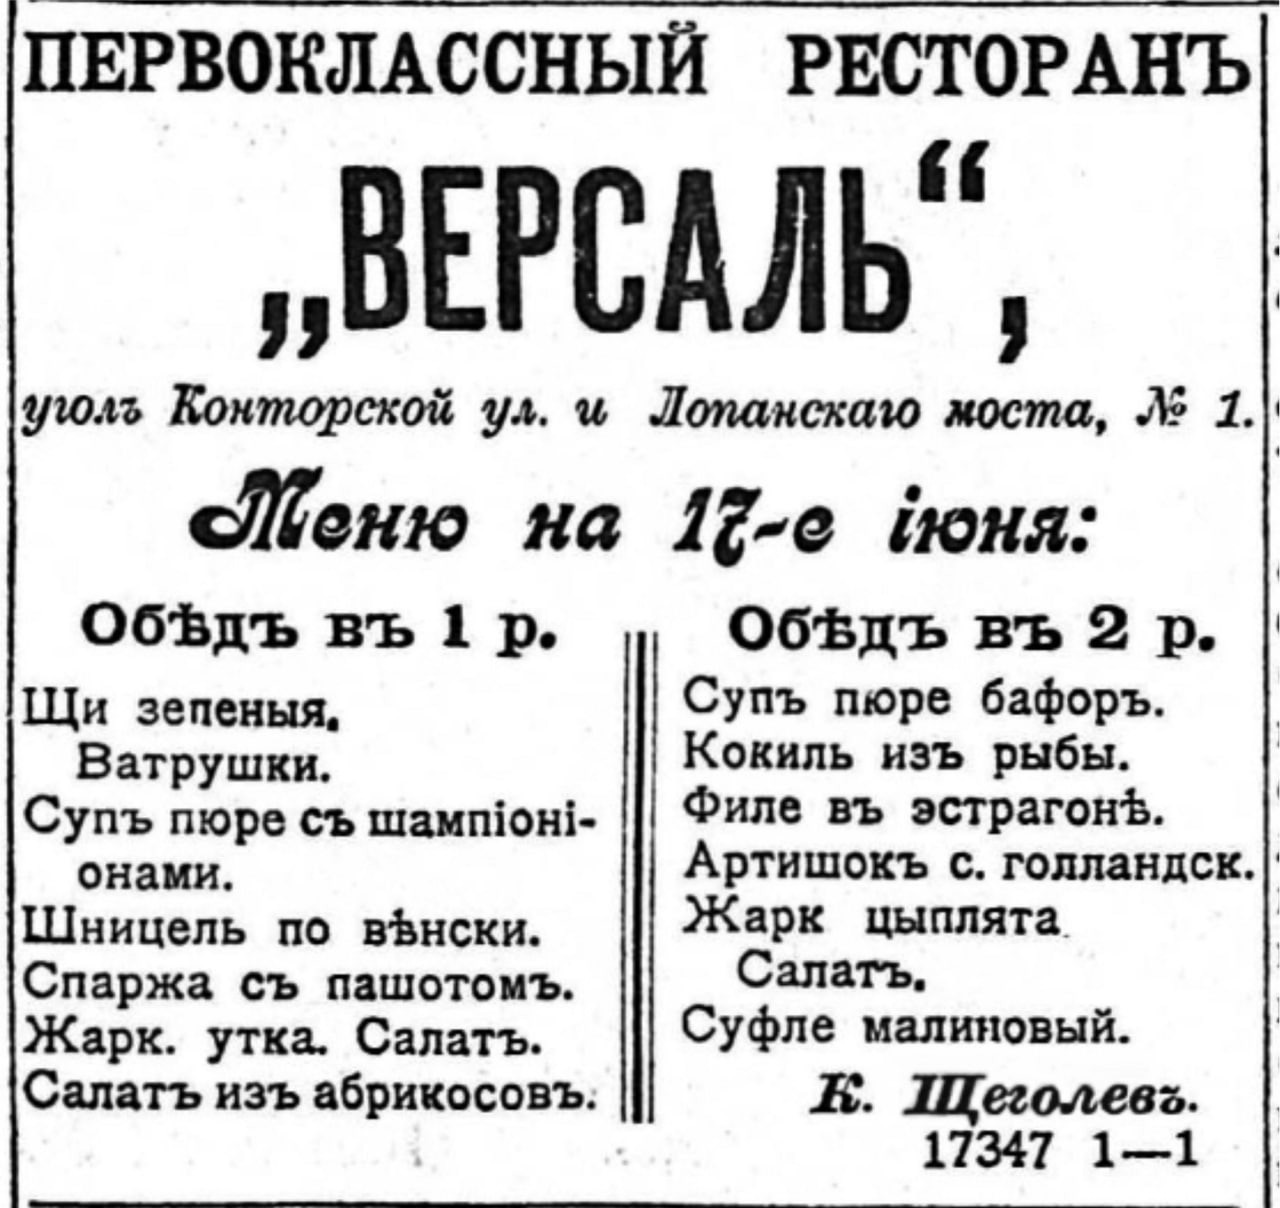 ПЕРВОКЛАССНЫЙ РЕСТОРАНЪ
„ВЕРСАЛЬ“,
уголъ Конторской ул. и Лопанскаго моста, № 1.
Меню на 17-е іюня:
Обѣдъ въ 1 р.
Щи зеленыя.
Ватрушки.
Супъ пюре съ шампіоні-
онами.
Шницель по вѣнски.
Спаржа съ пашотомъ.
Жарк. утка. Салатъ.
Салатъ изъ абрикосовъ.
Обѣдъ въ 2 р.
Супъ пюре бафоръ.
Кокиль изъ рыбы.
Филе въ эстрагонѣ.
Артишокъ с. голландск.
Жарк цыплята
Салатъ.
Суфле малиновый.
К. Щеголевъ.
17347 1—1